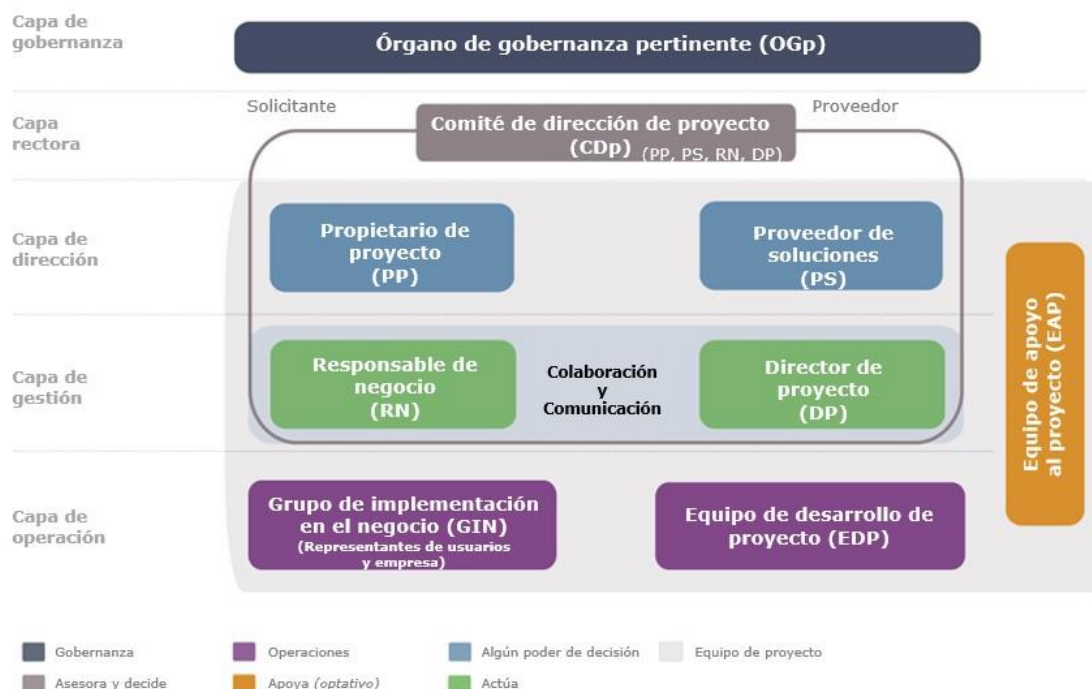 Capa de
gobernanza
Órgano de gobernanza pertinente (OGp)
Solicitante
Proveedor
Capa
rectora
Comité de dirección de proyecto
(CDp) (PP, PS, RN, DP)
Capa de
dirección
Propietario de
proyecto
(PP)
Proveedor de
soluciones
(PS)
Capa de
gestión
Responsable de
negocio
(RN)
Colaboración
y
Comunicación
Director de
proyecto
(DP)
Equipo de apoyo
al proyecto (EAP)
Capa de
operación
Grupo de implementación
en el negocio (GIN)
(Representantes de usuarios
y empresa)
Equipo de desarrollo de
proyecto (EDP)
Gobernanza
Operaciones
Algún poder de decisión
Equipo de proyecto
Asesora y decide
Apoya (optativo)
Actúa